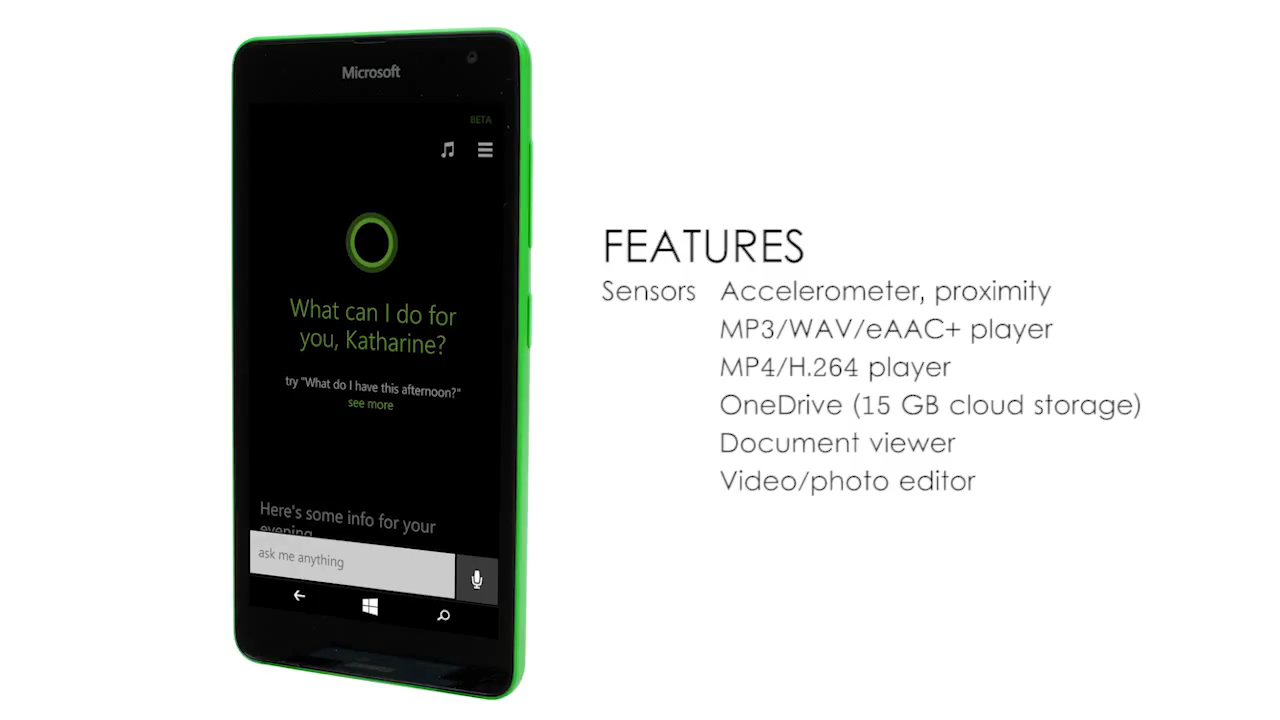 Microsoft
BETA
What can I do for
you, Katharine?
try "What do I have this afternoon?"
see more
Here's some info for your
evening
ask me anything
FEATURES
Sensors Accelerometer, proximity
MP3/WAV/eAAC+ player
MP4/H.264 player
OneDrive (15 GB cloud storage)
Document viewer
Video/photo editor